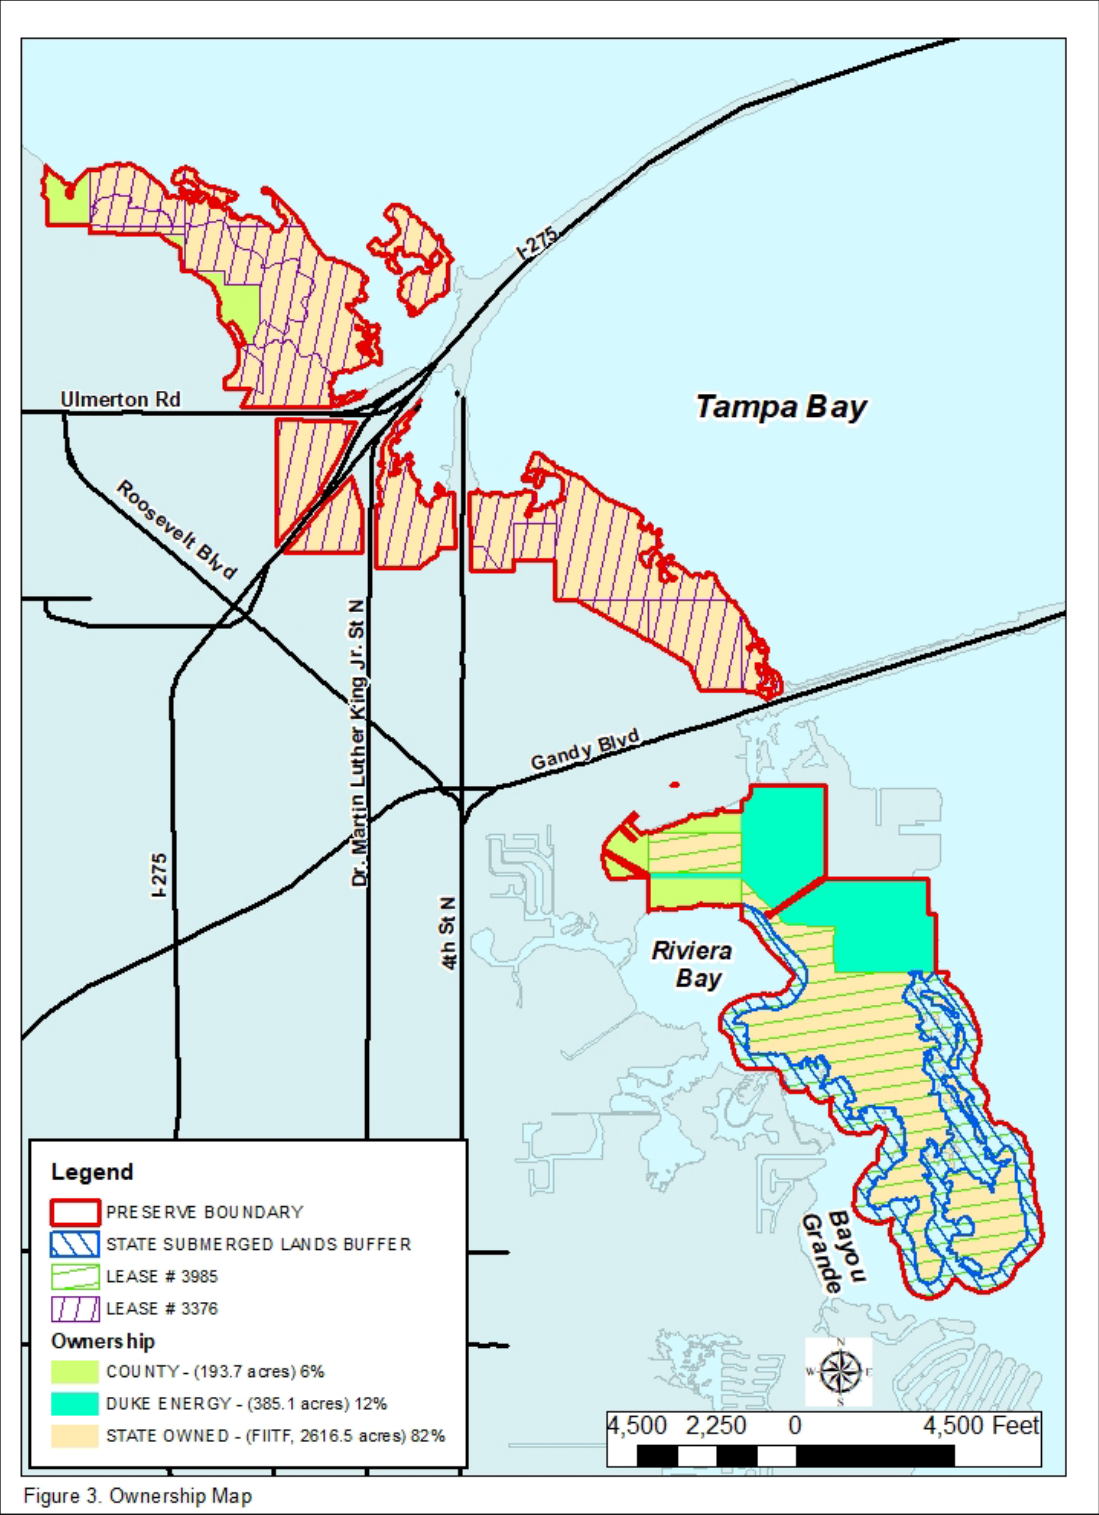 I-275
Ulmerton Rd
Tampa Bay
Roosevelt Blvd
Dr. Martin Luther King Jr. St N
Gandy Blvd
I-275
4th St N
Riviera
Bay
Bayou
Grande
Legend
PRESERVE BOUNDARY
STATE SUBMERGED LANDS BUFFER
LEASE # 3985
LEASE # 3376
Ownership
COUNTY - (193.7 acres) 6%
DUKE ENERGY - (385.1 acres) 12%
STATE OWNED - (FIITF, 2616.5 acres) 82%
N
W E
S
4,500 2,250 0 4,500 Feet
Figure 3. Ownership Map